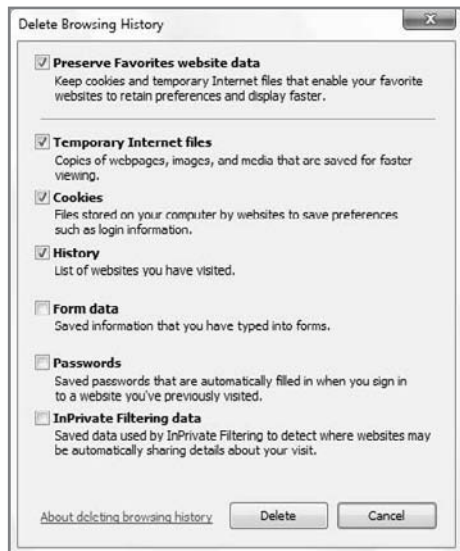 Delete Browsing History
Preserve Favorites website data
Keep cookies and temporary Internet files that enable your favorite
websites to retain preferences and display faster.
Temporary Internet files
Copies of webpages, images, and media that are saved for faster
viewing.
Cookies
Files stored on your computer by websites to save preferences
such as login information.
History
List of websites you have visited.
Form data
Saved information that you have typed into forms.
Passwords
Saved passwords that are automatically filled in when you sign in
to a website you've previously visited.
InPrivate Filtering data
Saved data used by InPrivate Filtering to detect where websites may
be automatically sharing details about your visit.
About deleting browsing history Delete Cancel